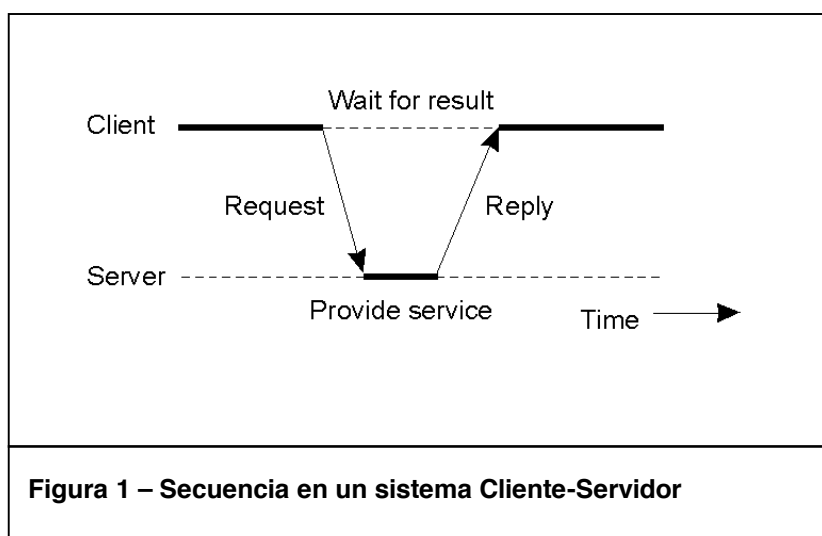 Wait for result
Client
Request
Reply
Server
Provide service
Time
Figura 1 – Secuencia en un sistema Cliente-Servidor